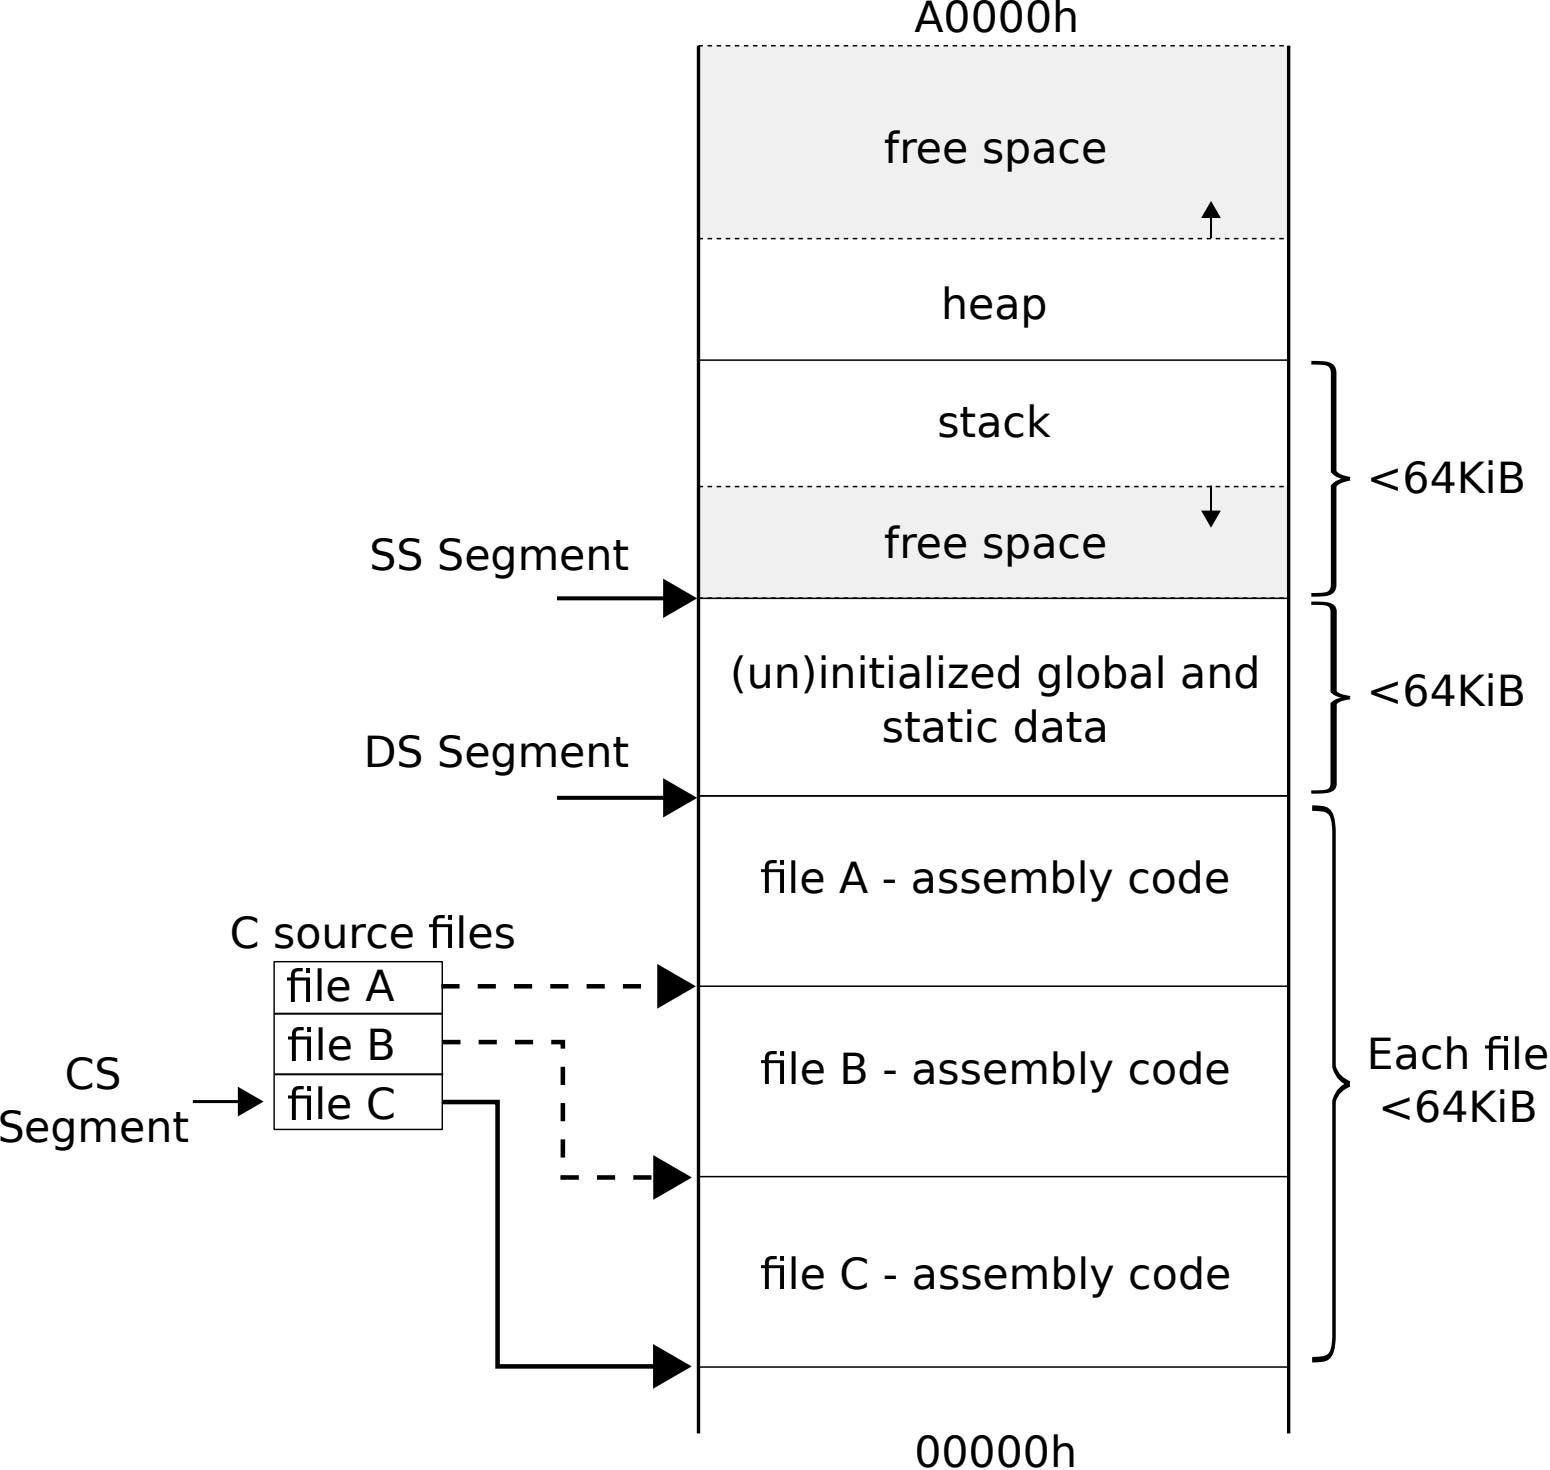 A0000h
free space
heap
stack
<64KiB
free space
SS Segment
(un)initialized global and
static data
<64KiB
DS Segment
file A - assembly code
C source files
file A
file B
file C
CS
Segment
file B - assembly code
Each file
<64KiB
file C - assembly code
00000h